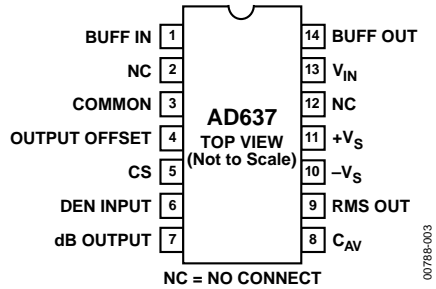 BUFF IN 1
NC 2
COMMON 3
OUTPUT OFFSET 4
CS 5
DEN INPUT 6
dB OUTPUT 7
AD637
TOP VIEW
(Not to Scale)
14 BUFF OUT
13 VIN
12 NC
11 +VS
10 –VS
9 RMS OUT
8 CAV
NC = NO CONNECT
00788-003